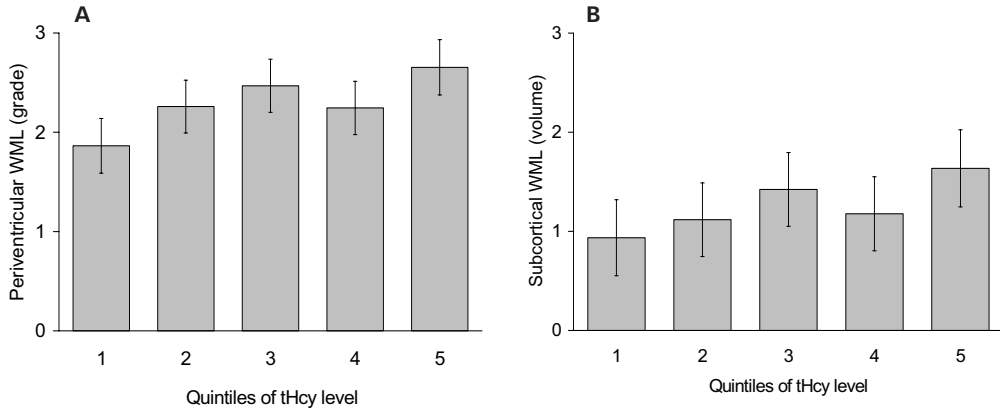 A
Periventricular WML (grade)
3
2
1
0
1 2 3 4 5
Quintiles of tHcy level
B
Subcortical WML (volume)
3
2
1
0
1 2 3 4 5
Quintiles of tHcy level